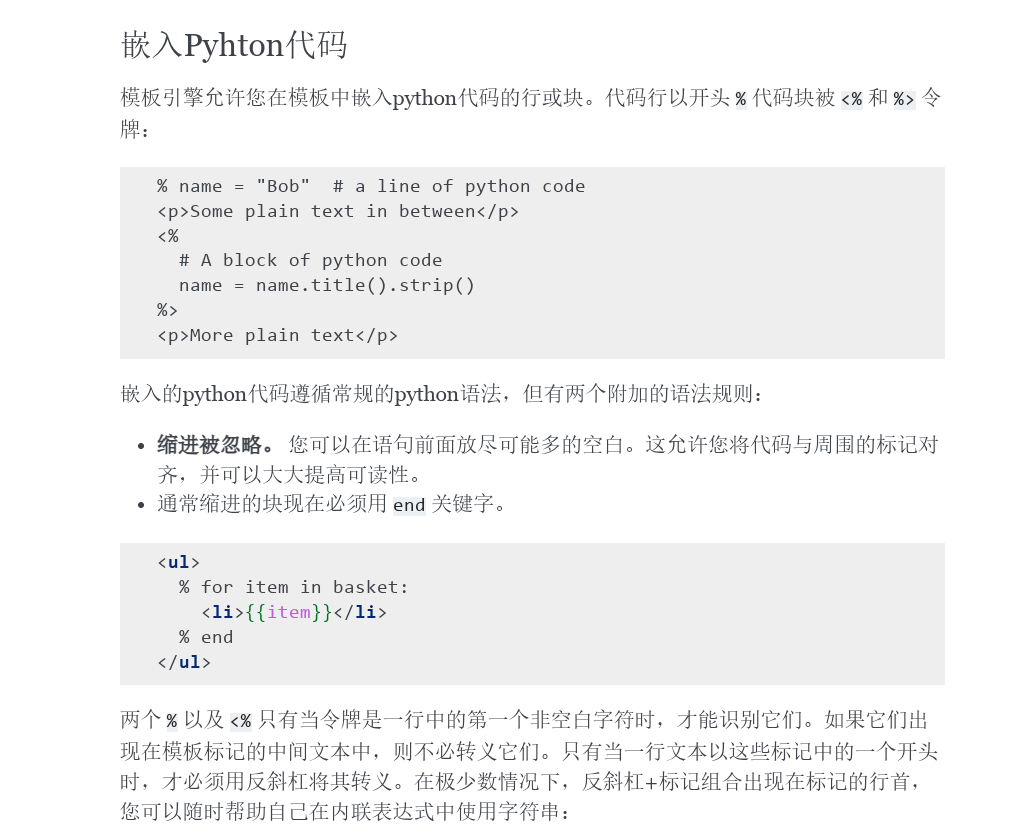 嵌入Pyhton代码
模板引擎允许您在模板中嵌入python代码的行或块。代码行以开头 % 代码块被 <% 和 %> 令
牌：
% name = "Bob"  # a line of python code
<p>Some plain text in between</p>
<%
  # A block of python code
  name = name.title().strip()
%>
<p>More plain text</p>
嵌入的python代码遵循常规的python语法，但有两个附加的语法规则：
• 缩进被忽略。 您可以在语句前面放尽可能多的空白。这允许您将代码与周围的标记对
齐，并可以大大提高可读性。
• 通常缩进的块现在必须用 end 关键字。
<ul>
  % for item in basket:
    <li>{{item}}</li>
  % end
</ul>
两个 % 以及 <% 只有当令牌是一行中的第一个非空白字符时，才能识别它们。如果它们出
现在模板标记的中间文本中，则不必转义它们。只有当一行文本以这些标记中的一个开头
时，才必须用反斜杠将其转义。在极少数情况下，反斜杠+标记组合出现在标记的行首，
您可以随时帮助自己在内联表达式中使用字符串：